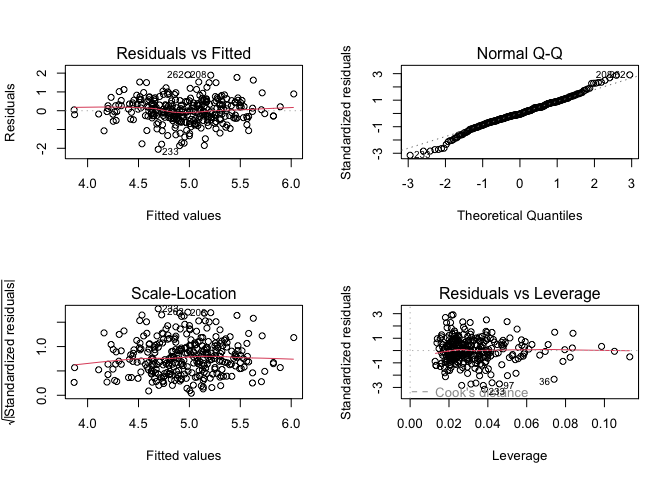 Residuals vs Fitted
Residuals
2
1
0
-2
262
208
233
4.0 4.5 5.0 5.5 6.0
Fitted values
Normal Q-Q
Standardized residuals
3
1
-1
-3
233
-3 -2 -1 0 1 2 3
Theoretical Quantiles
Scale-Location
√|Standardized residuals|
1.0
0.0
4.0 4.5 5.0 5.5 6.0
Fitted values
Residuals vs Leverage
Standardized residuals
3
1
-1
-3
36
97
233
Cook's distance
0.00 0.02 0.04 0.06 0.08 0.10
Leverage